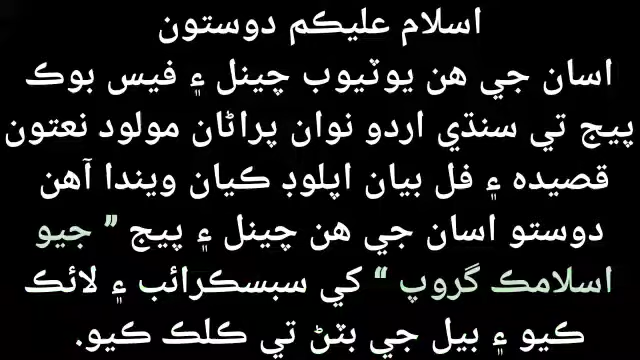 اسلام عليڪم دوستون
اسان جي هن يوٽيوب چينل ۽ فيس بوڪ
پيج تي سنڌي اردو نوان پراڻان مولود نعتون
قصيده ۽ فل بيان اپلوڊ ڪيان ويندا آهن
دوستو اسان جي هن چينل ۽ پيج ” جيو
اسلامڪ گروپ “ کي سبسڪرائب ۽ لائڪ
ڪيو ۽ بيل جي بٽڻ تي ڪلڪ ڪيو.